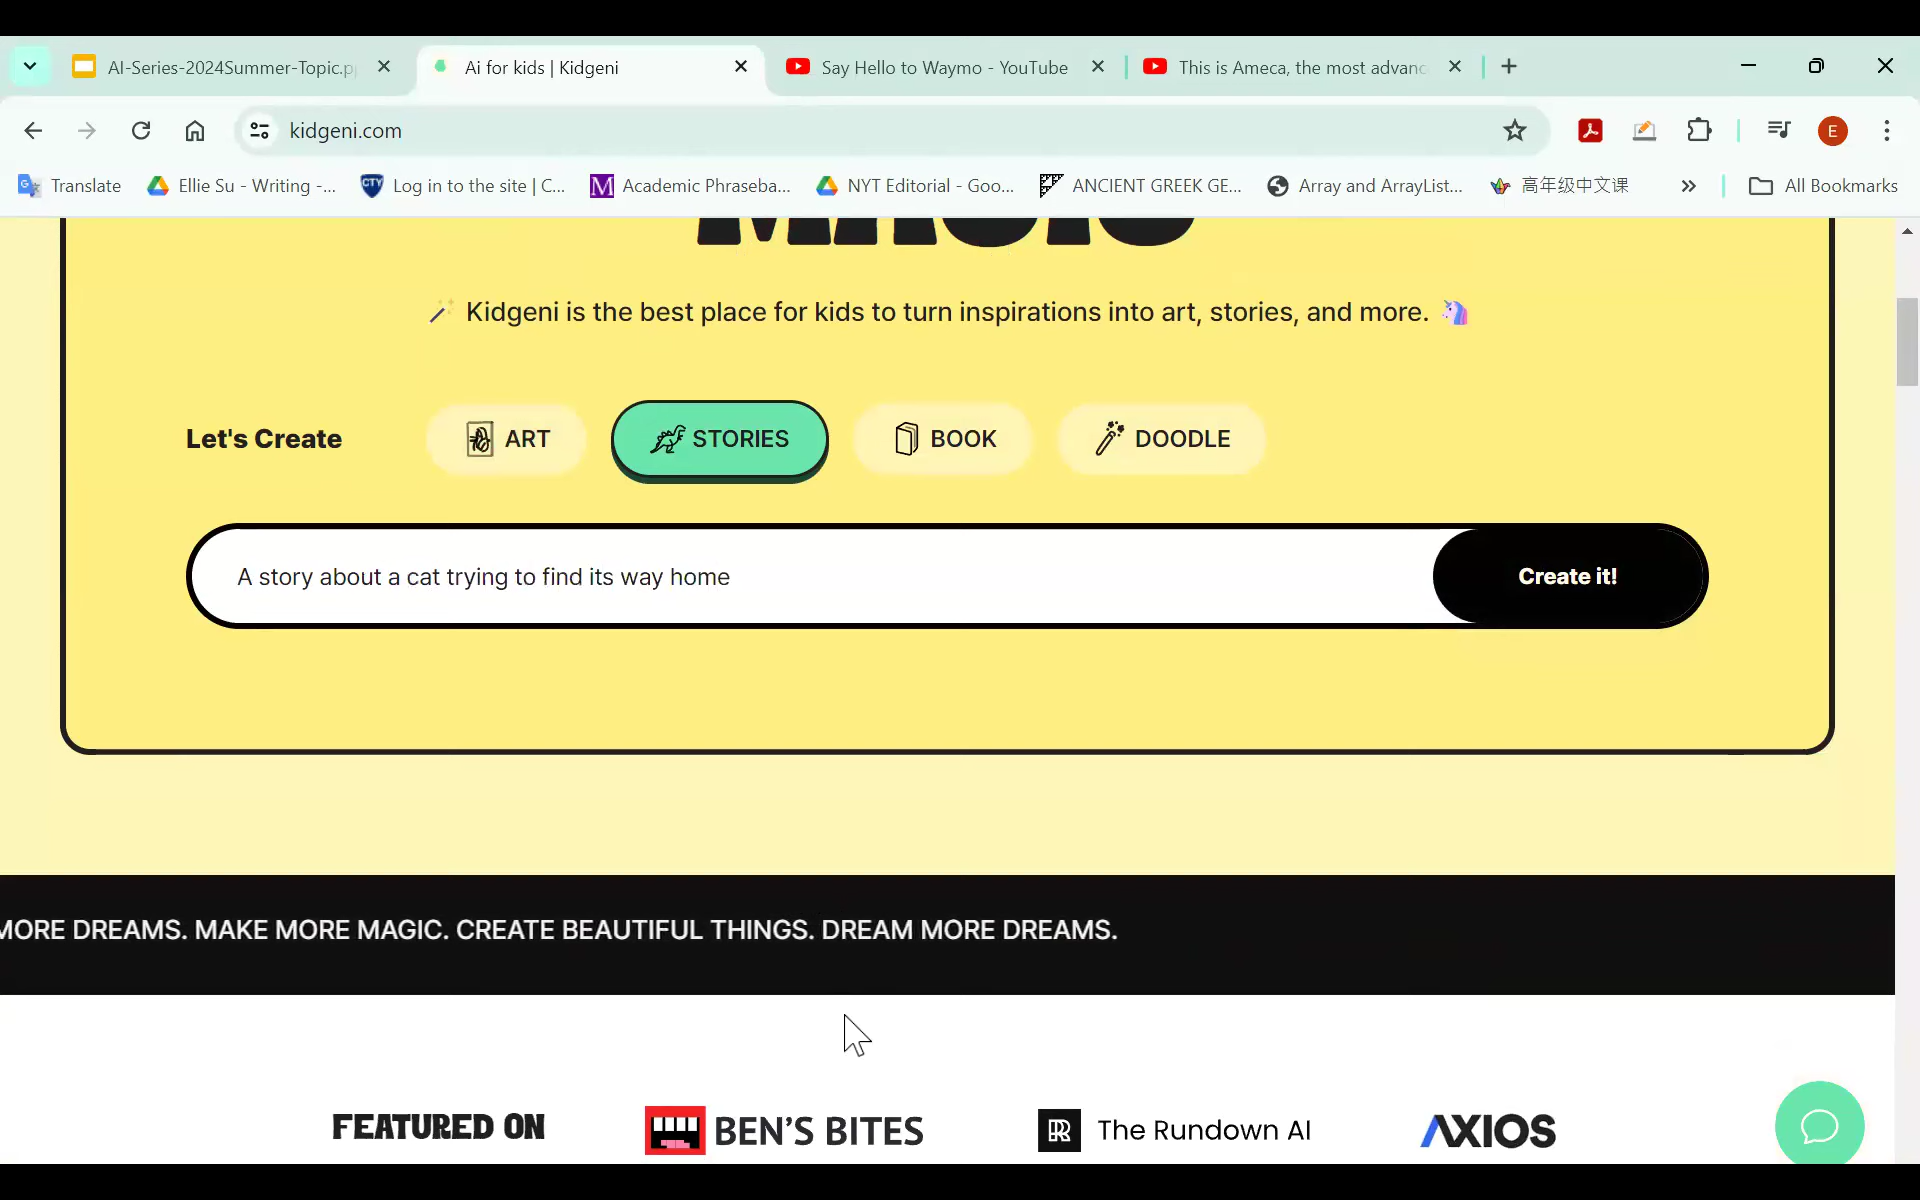 AI-Series-2024Summer-Topic.p
Ai for kids | Kidgeni
Say Hello to Waymo - YouTube
This is Ameca, the most advanc
kidgeni.com
E
Translate
Ellie Su - Writing -...
CTY
Log in to the site | C...
M
Academic Phraseba...
NYT Editorial - Goo...
ANCIENT GREEK GE...
Array and ArrayList...
高年级中文课
All Bookmarks
MAGIC
Kidgeni is the best place for kids to turn inspirations into art, stories, and more.
Let's Create
ART
STORIES
BOOK
DOODLE
A story about a cat trying to find its way home
Create it!
MORE DREAMS. MAKE MORE MAGIC. CREATE BEAUTIFUL THINGS. DREAM MORE DREAMS.
FEATURED ON
BEN'S BITES
R
The Rundown AI
AXIOS